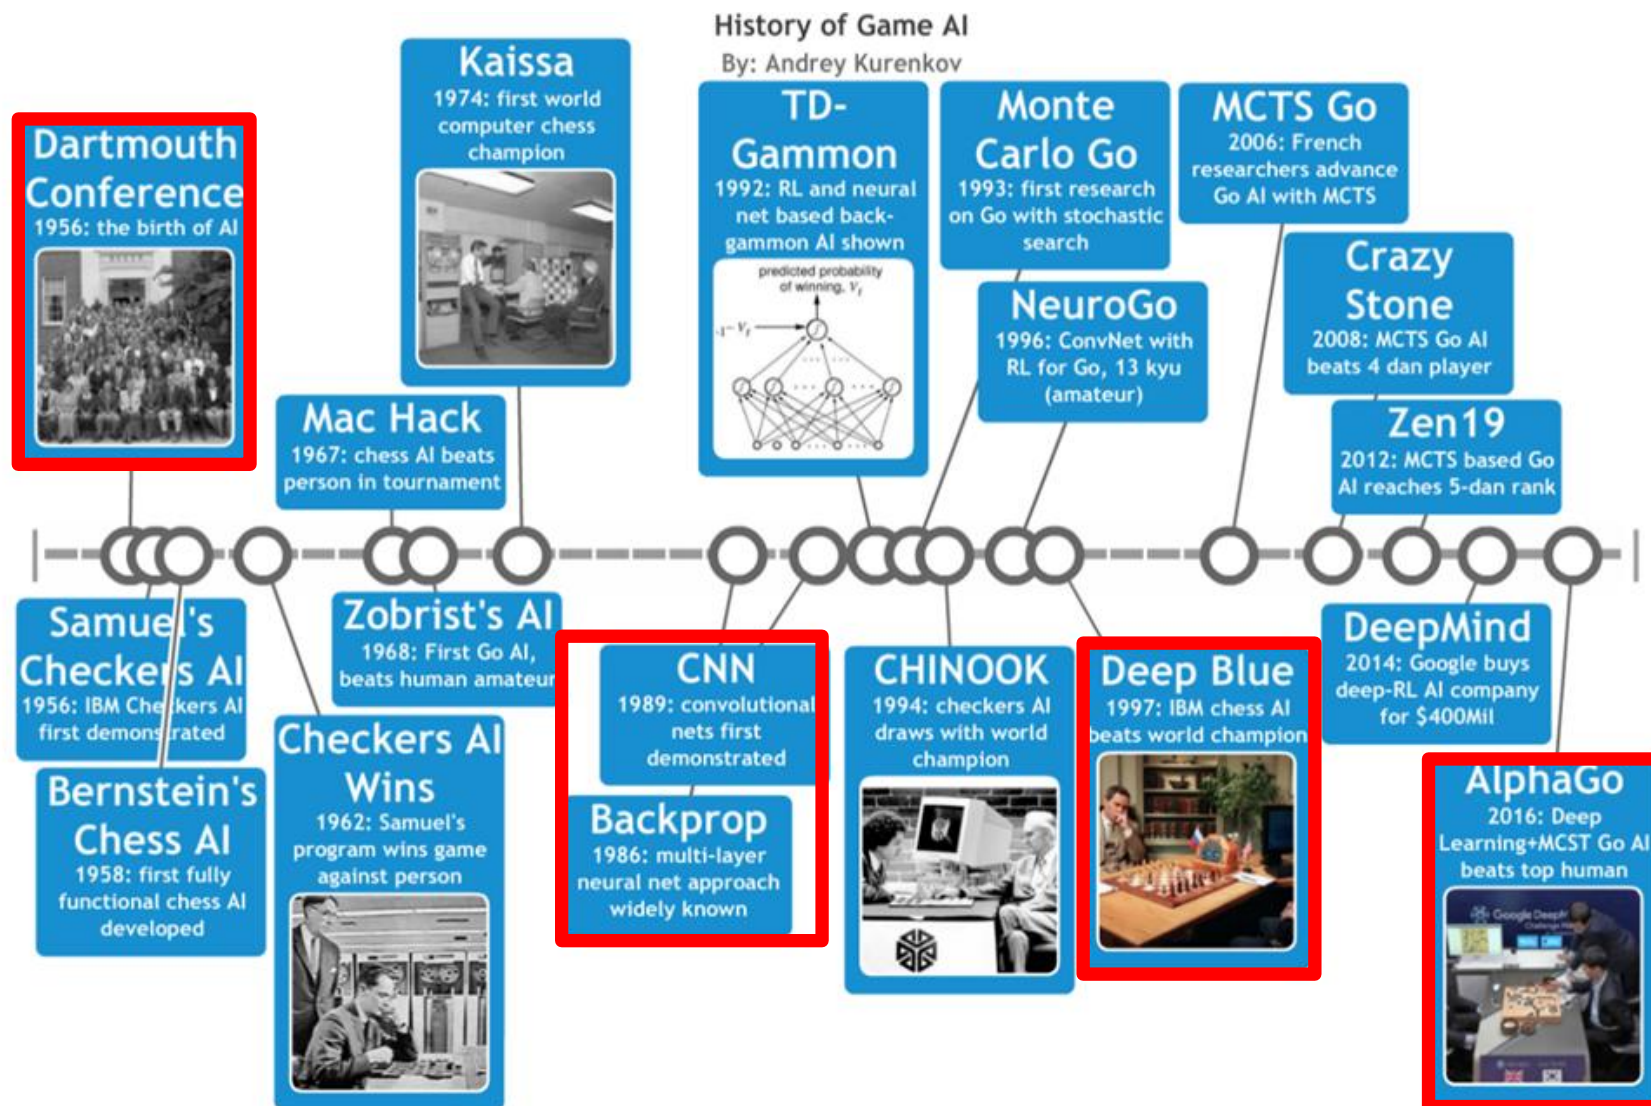 History of Game AI
By: Andrey Kurenkov
Dartmouth
Conference
1956: the birth of AI
Samuel's
Checkers AI
1956: IBM Checkers AI
first demonstrated
Bernstein's
Chess AI
1958: first fully
functional chess AI
developed
Checkers AI
Wins
1962: Samuel's
program wins game
against person
Mac Hack
1967: chess AI beats
person in tournament
Zobrist's AI
1968: First Go AI,
beats human amateur
Kaissa
1974: first world
computer chess
champion
Backprop
1986: multi-layer
neural net approach
widely known
CNN
1989: convolutional
nets first
demonstrated
TD-
Gammon
1992: RL and neural
net based back-
gammon AI shown
predicted probability
of winning, Vt
Monte
Carlo Go
1993: first research
on Go with stochastic
search
CHINOOK
1994: checkers AI
draws with world
champion
NeuroGo
1996: ConvNet with
RL for Go, 13 kyu
(amateur)
Deep Blue
1997: IBM chess AI
beats world champion
MCTS Go
2006: French
researchers advance
Go AI with MCTS
Crazy
Stone
2008: MCTS Go AI
beats 4 dan player
Zen19
2012: MCTS based Go
AI reaches 5-dan rank
DeepMind
2014: Google buys
deep-RL AI company
for $400Mil
AlphaGo
2016: Deep
Learning+MCST Go AI
beats top human
Google